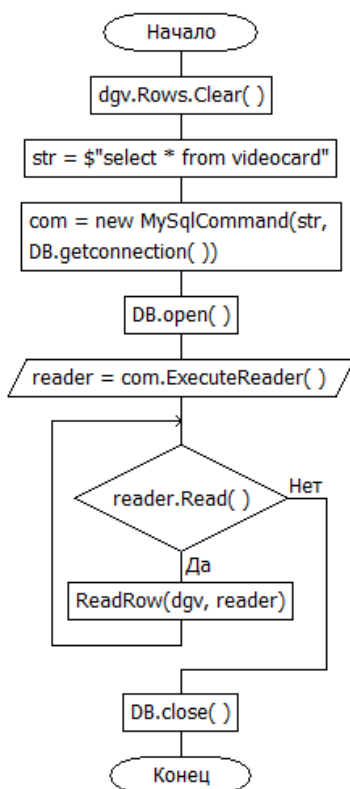 Начало
dgv.Rows.Clear( )
str = $"select * from videocard"
com = new MySqlCommand(str,
DB.getconnection( ))
DB.open( )
reader = com.ExecuteReader( )
reader.Read( )
Нет
Да
ReadRow(dgv, reader)
DB.close( )
Конец